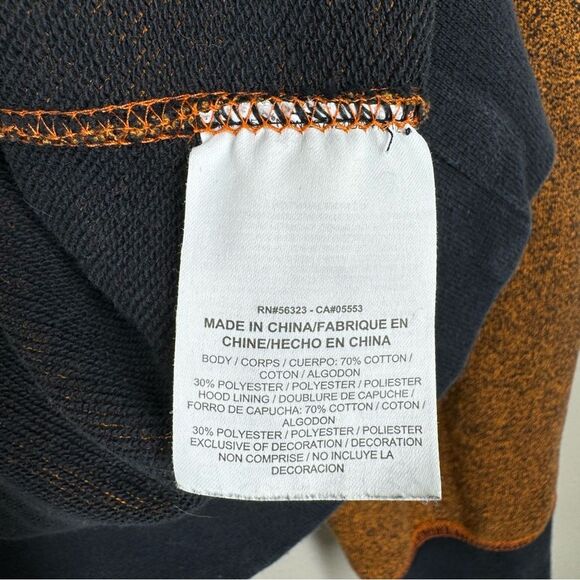 RN#56323 - CA#05553
MADE IN CHINA/FABRIQUE EN
CHINE/HECHO EN CHINA
BODY / CORPS / CUERPO: 70% COTTON /
COTON / ALGODON
30% POLYESTER / POLYESTER / POLIESTER
HOOD LINING / DOUBLURE DE CAPUCHE /
FORRO DE CAPUCHA: 70% COTTON / COTON /
ALGODON
30% POLYESTER / POLYESTER / POLIESTER
EXCLUSIVE OF DECORATION / DECORATION
NON COMPRISE / NO INCLUYE LA
DECORACION